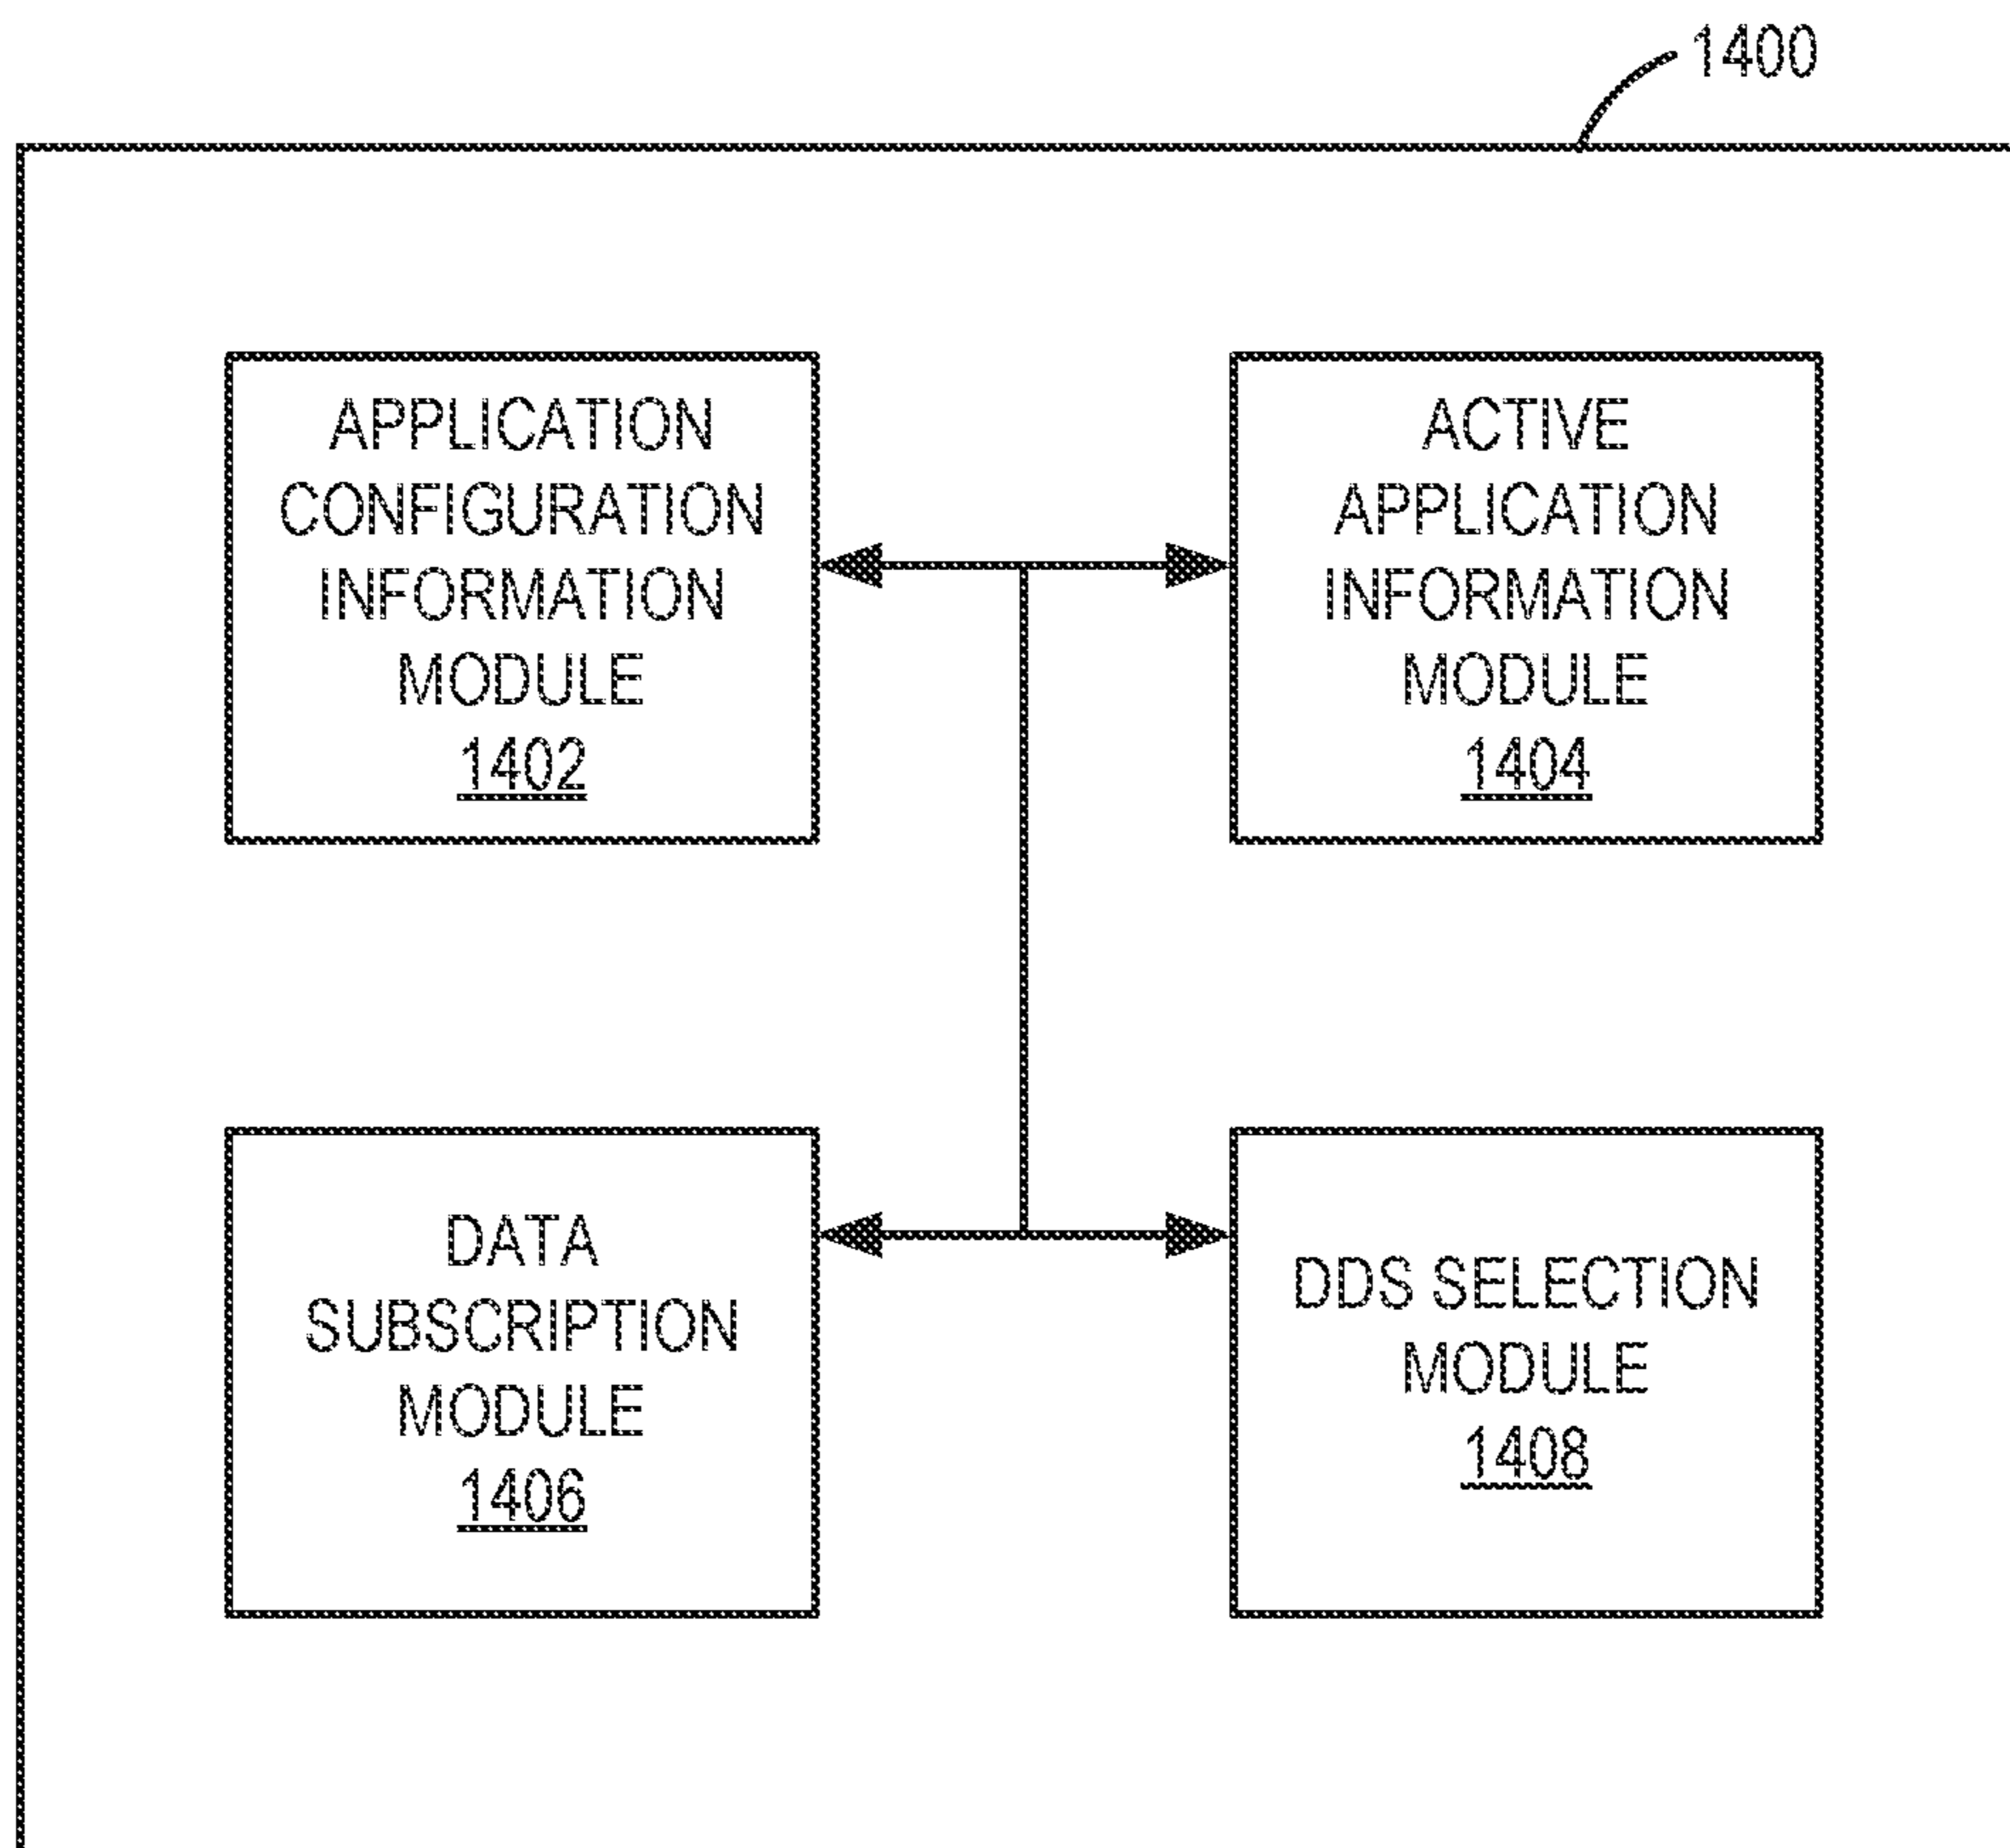 1400
APPLICATION
CONFIGURATION
INFORMATION
MODULE
1402
ACTIVE
APPLICATION
INFORMATION
MODULE
1404
DATA
SUBSCRIPTION
MODULE
1406
DDS SELECTION
MODULE
1408